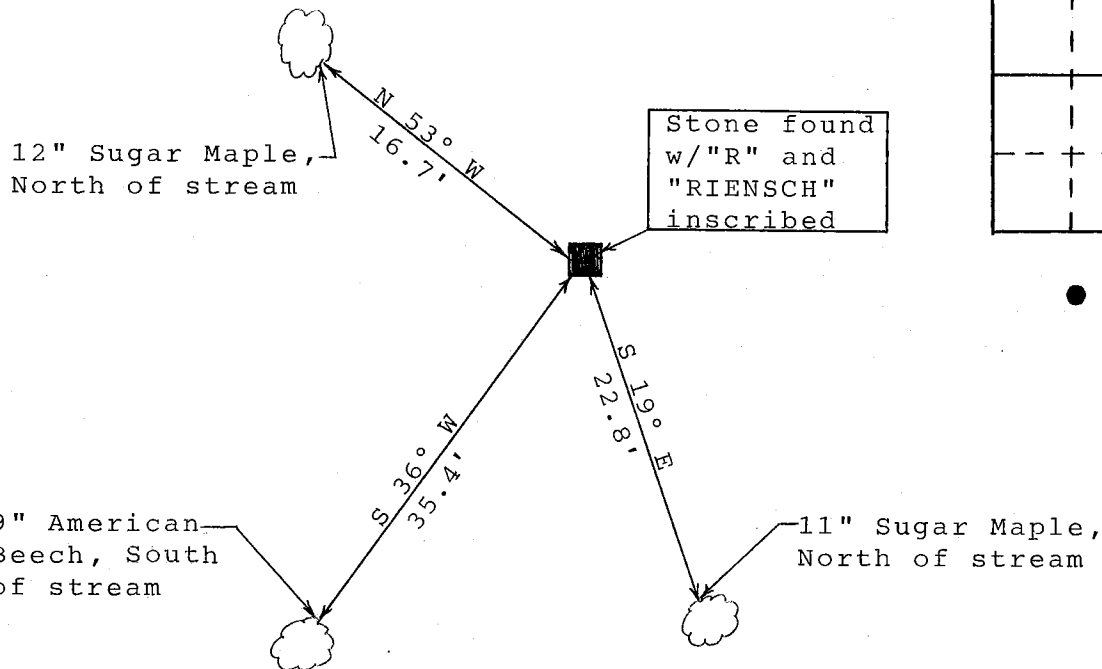 N 53° W
16.7'
12" Sugar Maple,
North of stream
Stone found
w/"R" and
"RIENSCH"
inscribed
S 36° W
35.4'
S 19° E
22.8'
9" American
Beech, South
of stream
11" Sugar Maple,
North of stream